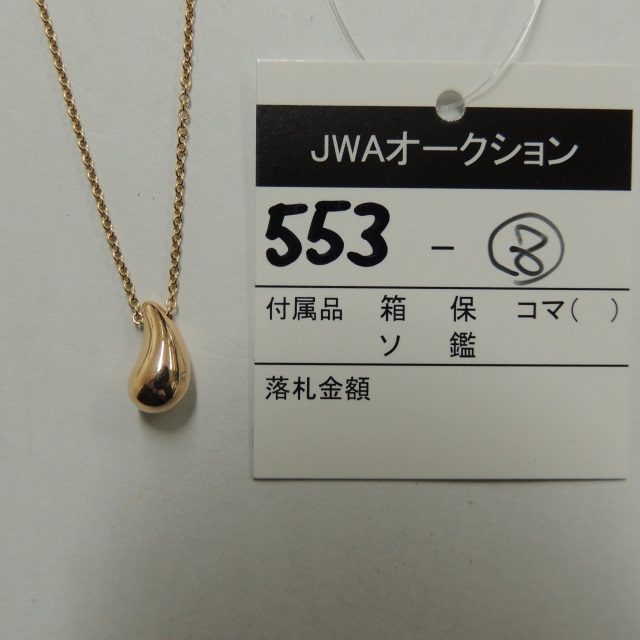 JWAオークション
553 - ⑧
付属品 箱 保 コマ( )
ソ 鑑
落札金額